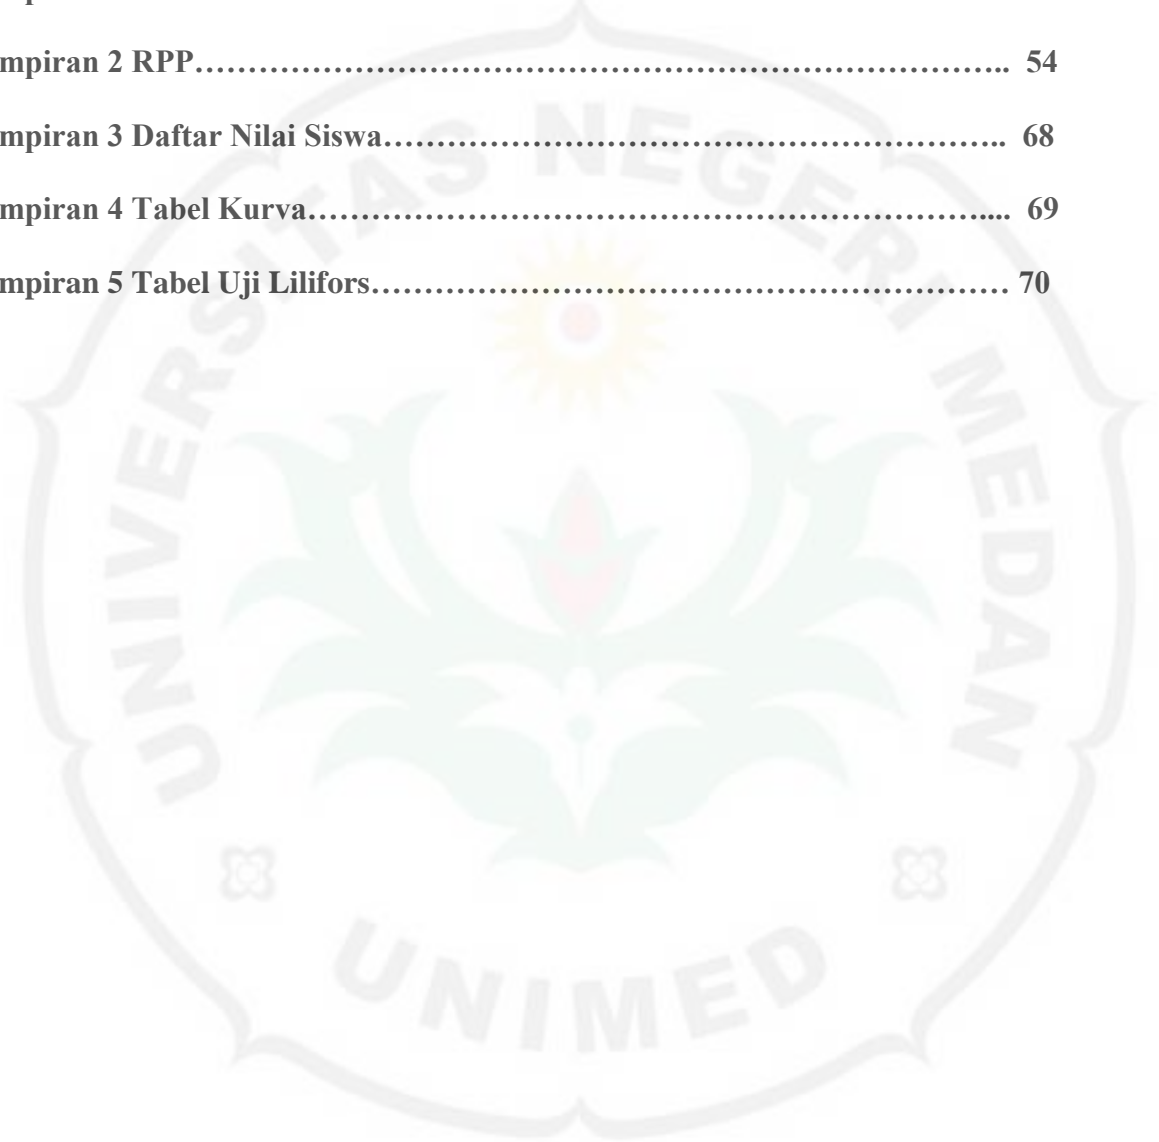 mpiran 2 RPP…………………………………………………………………….. 54
mpiran 3 Daftar Nilai Siswa…………………………………………………….. 68
mpiran 4 Tabel Kurva…………………………………………………………..... 69
mpiran 5 Tabel Uji Lilifors……………………………………………………… 70
UNIVERSITAS NEGERI MEDAN
UNIMED